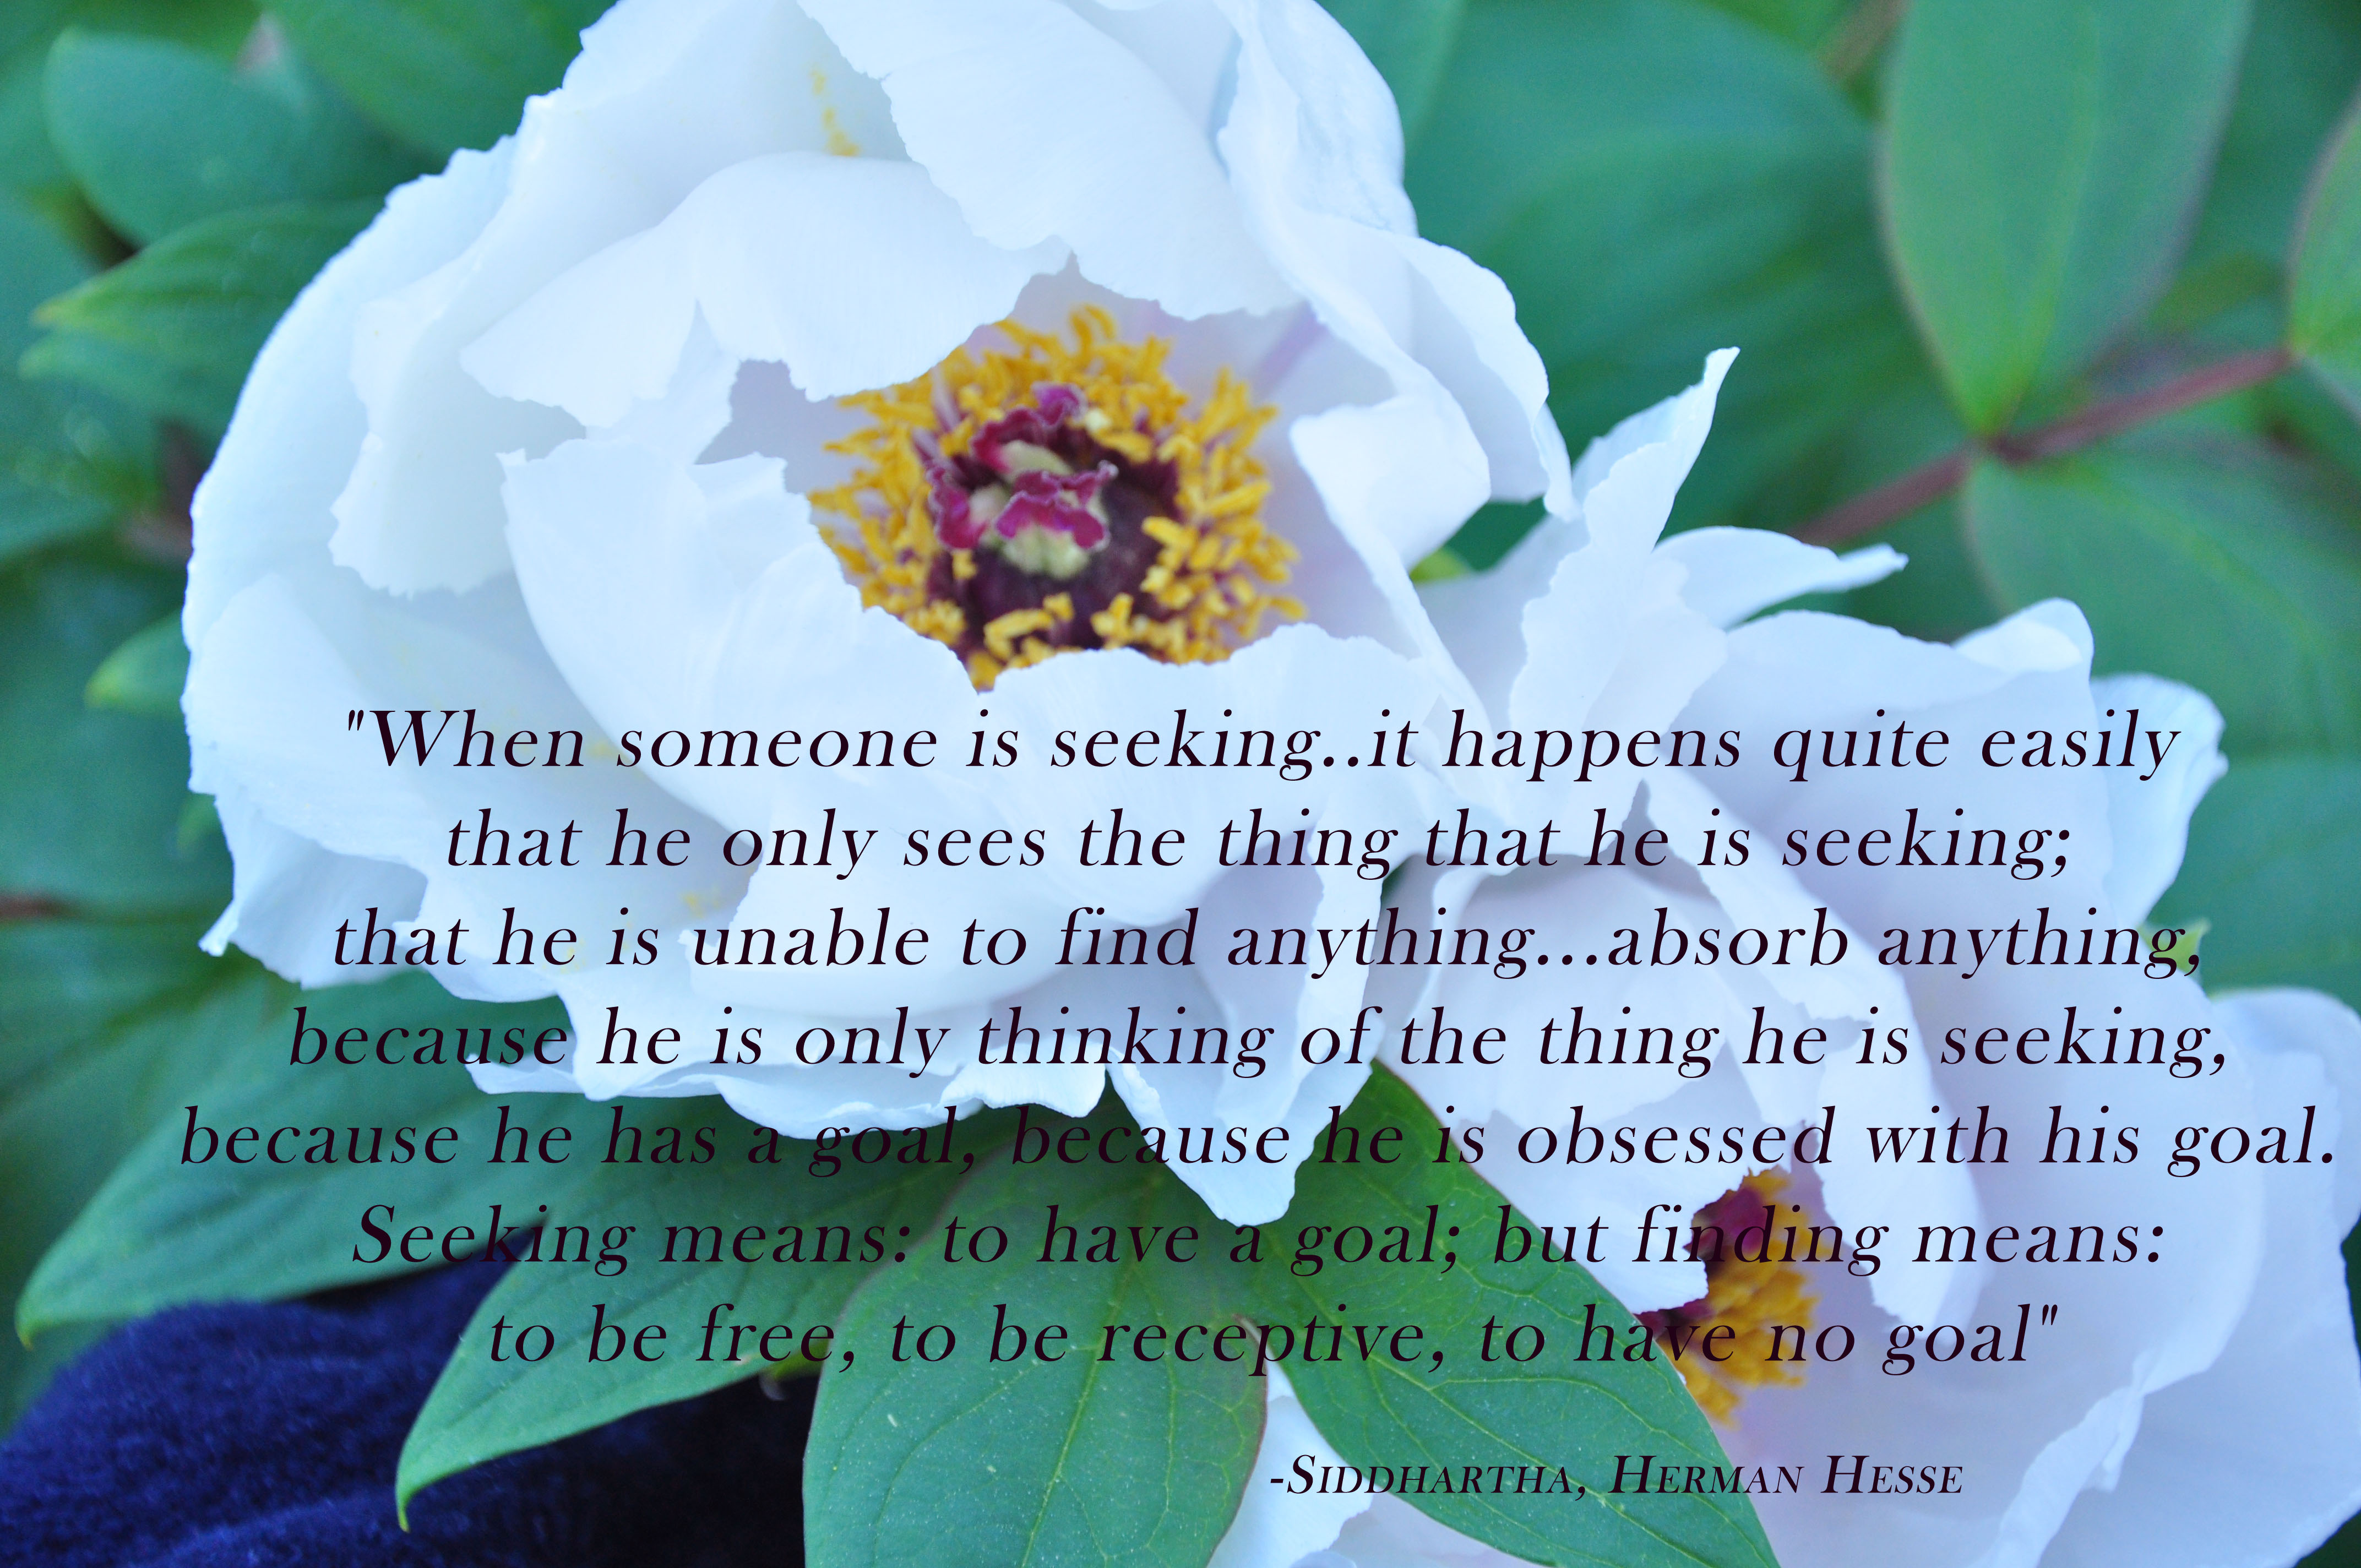 "When someone is seeking..it happens quite easily
that he only sees the thing that he is seeking;
that he is unable to find anything...absorb anything,
because he is only thinking of the thing he is seeking,
because he has a goal, because he is obsessed with his goal.
Seeking means: to have a goal; but finding means:
to be free, to be receptive, to have no goal"
-SIDDHARTHA, HERMAN HESSE